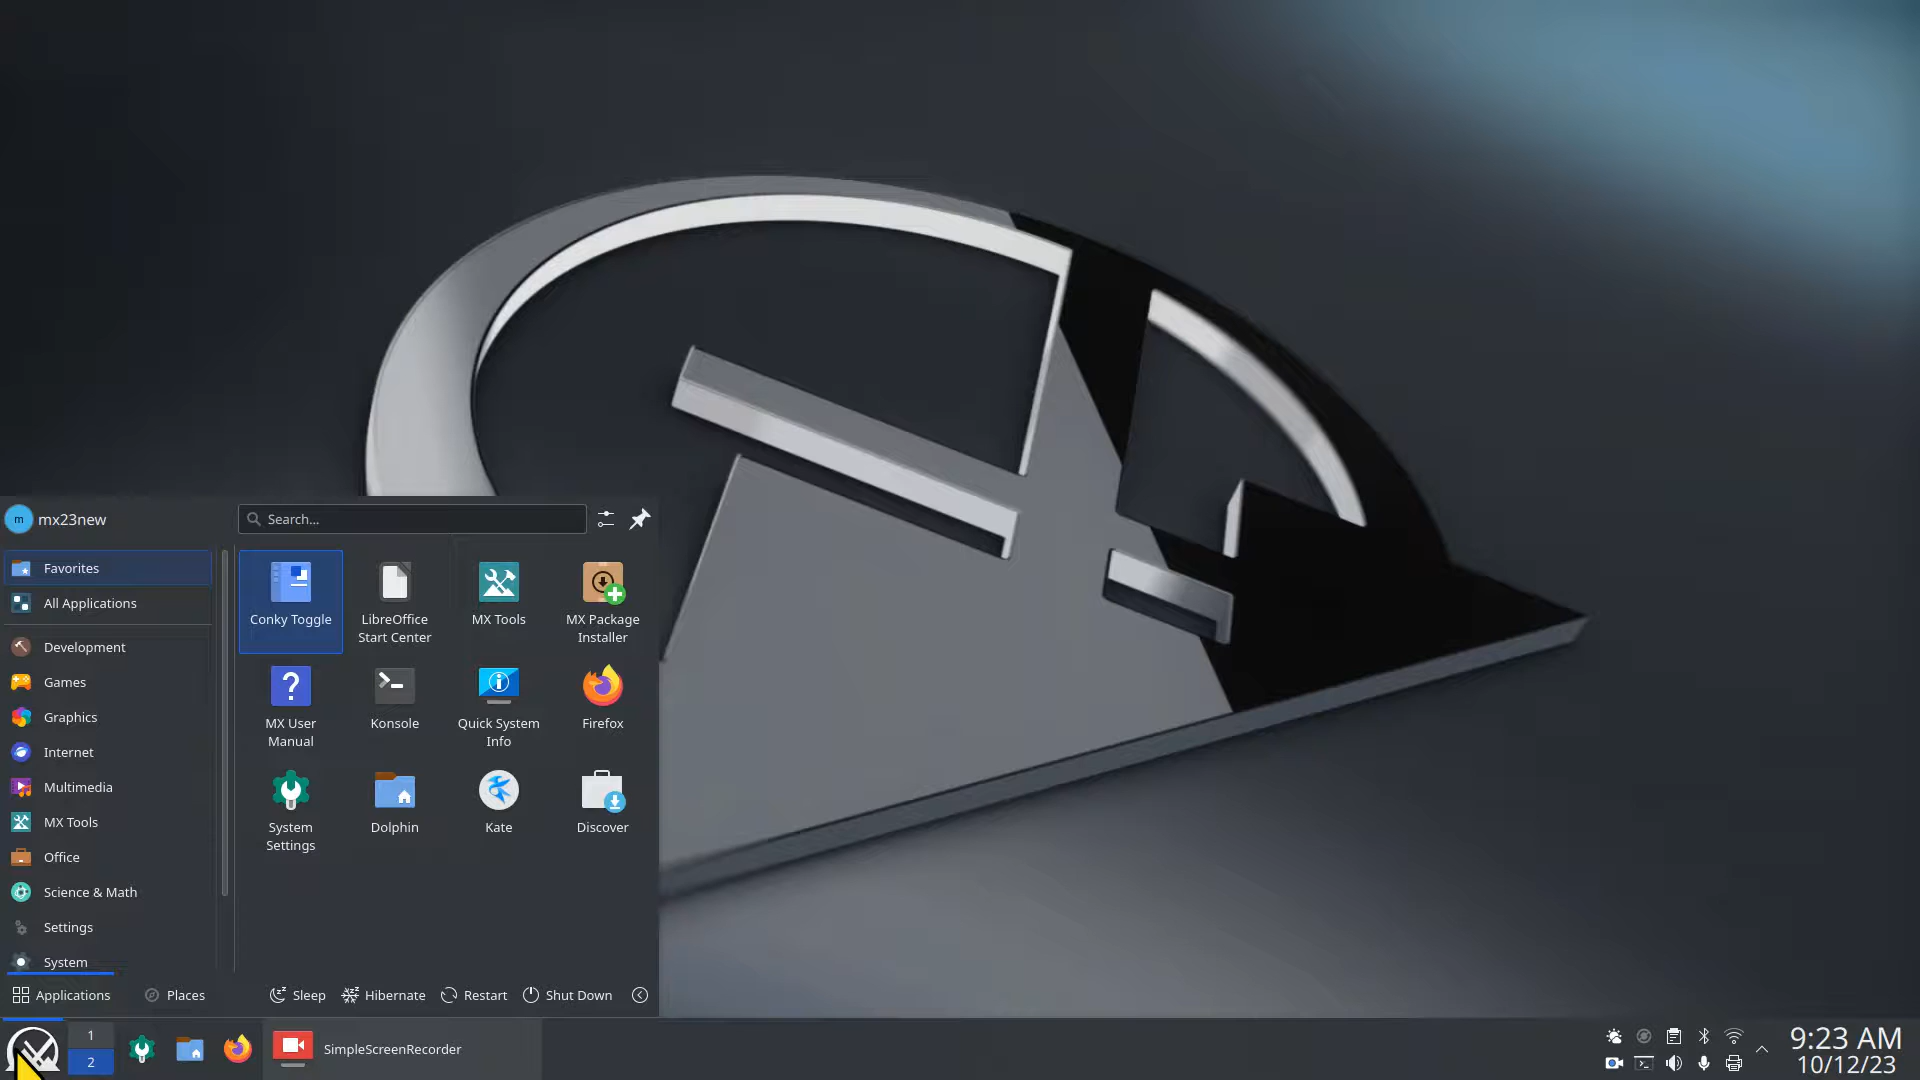 m
mx23new
Search...
Favorites
All Applications
Development
Games
Graphics
Internet
Multimedia
MX Tools
Office
Science & Math
Settings
System
Conky Toggle
LibreOffice
Start Center
MX Tools
MX Package
Installer
MX User
Manual
Konsole
Quick System
Info
Firefox
System
Settings
Dolphin
Kate
Discover
Applications
Places
Sleep
Hibernate
Restart
Shut Down
1
2
SimpleScreenRecorder
9:23 AM
10/12/23